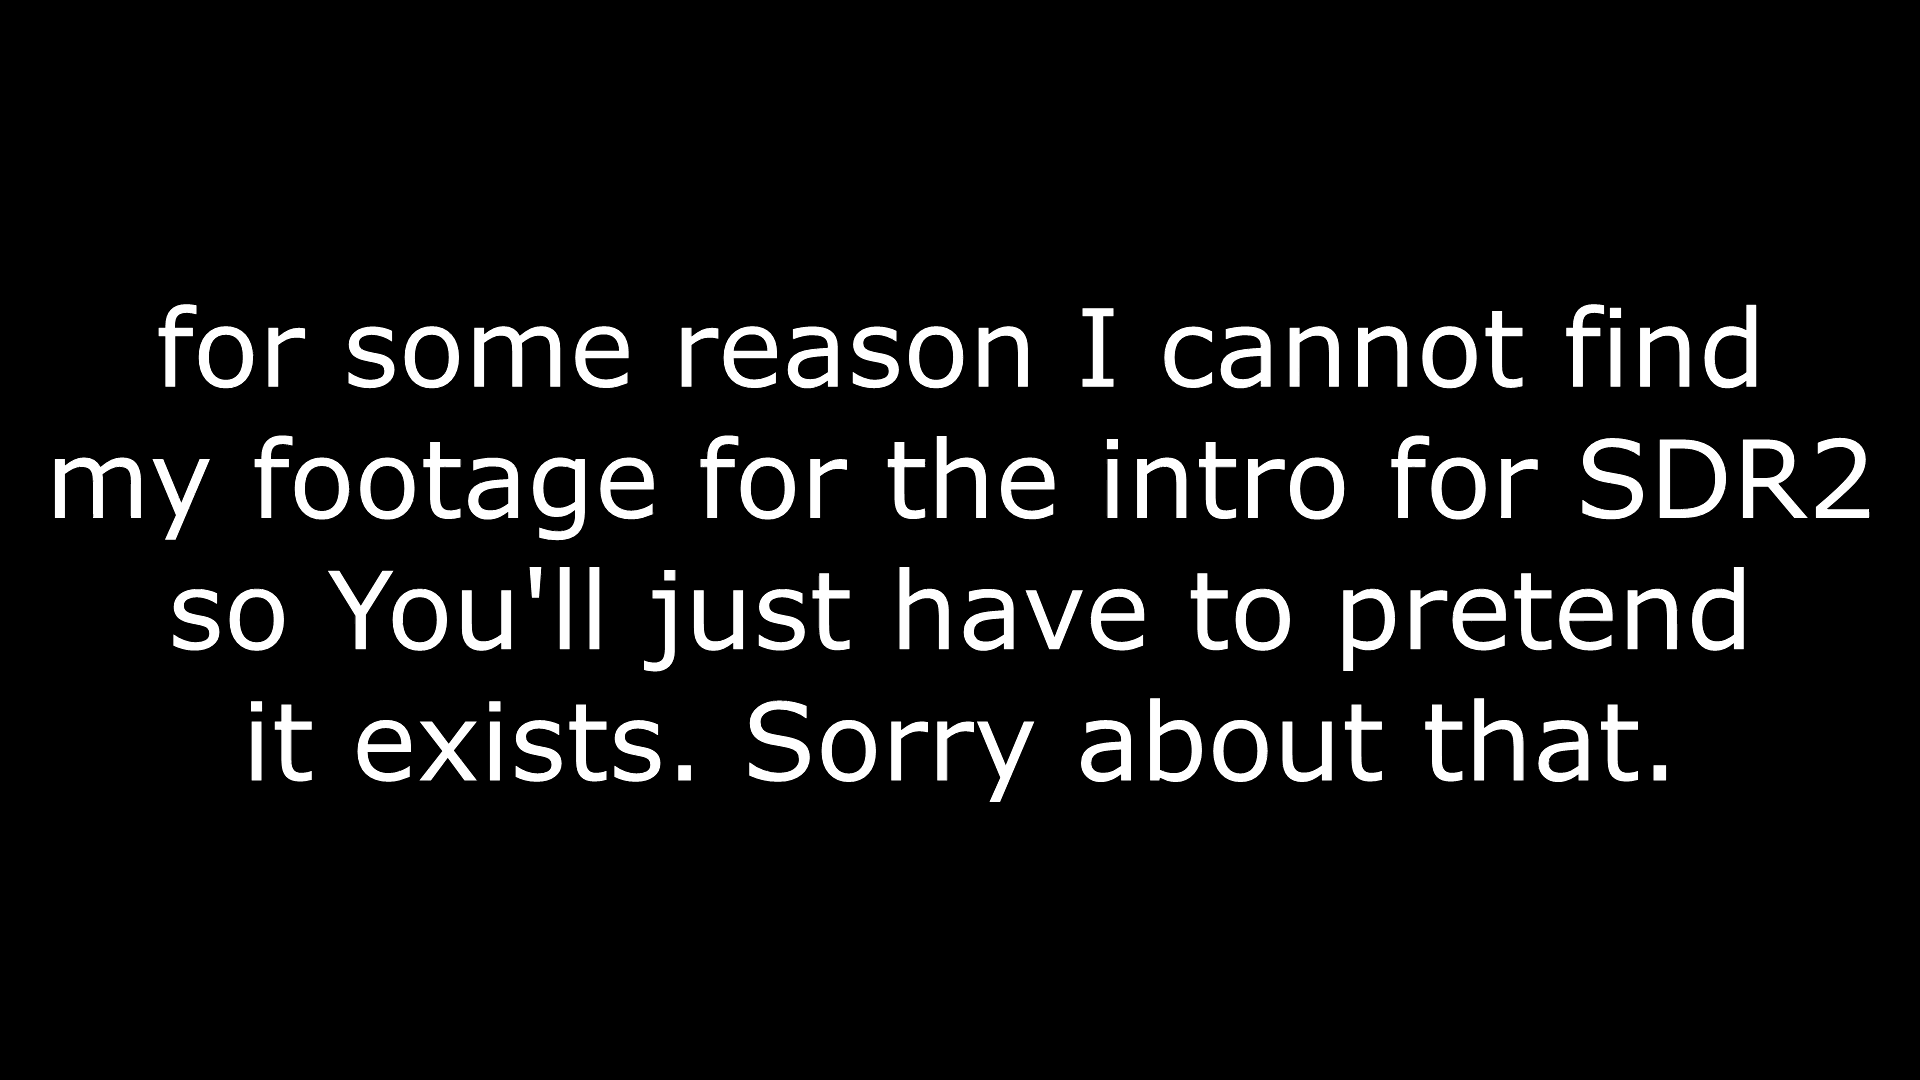 for some reason I cannot find
my footage for the intro for SDR2
so You'll just have to pretend
it exists. Sorry about that.